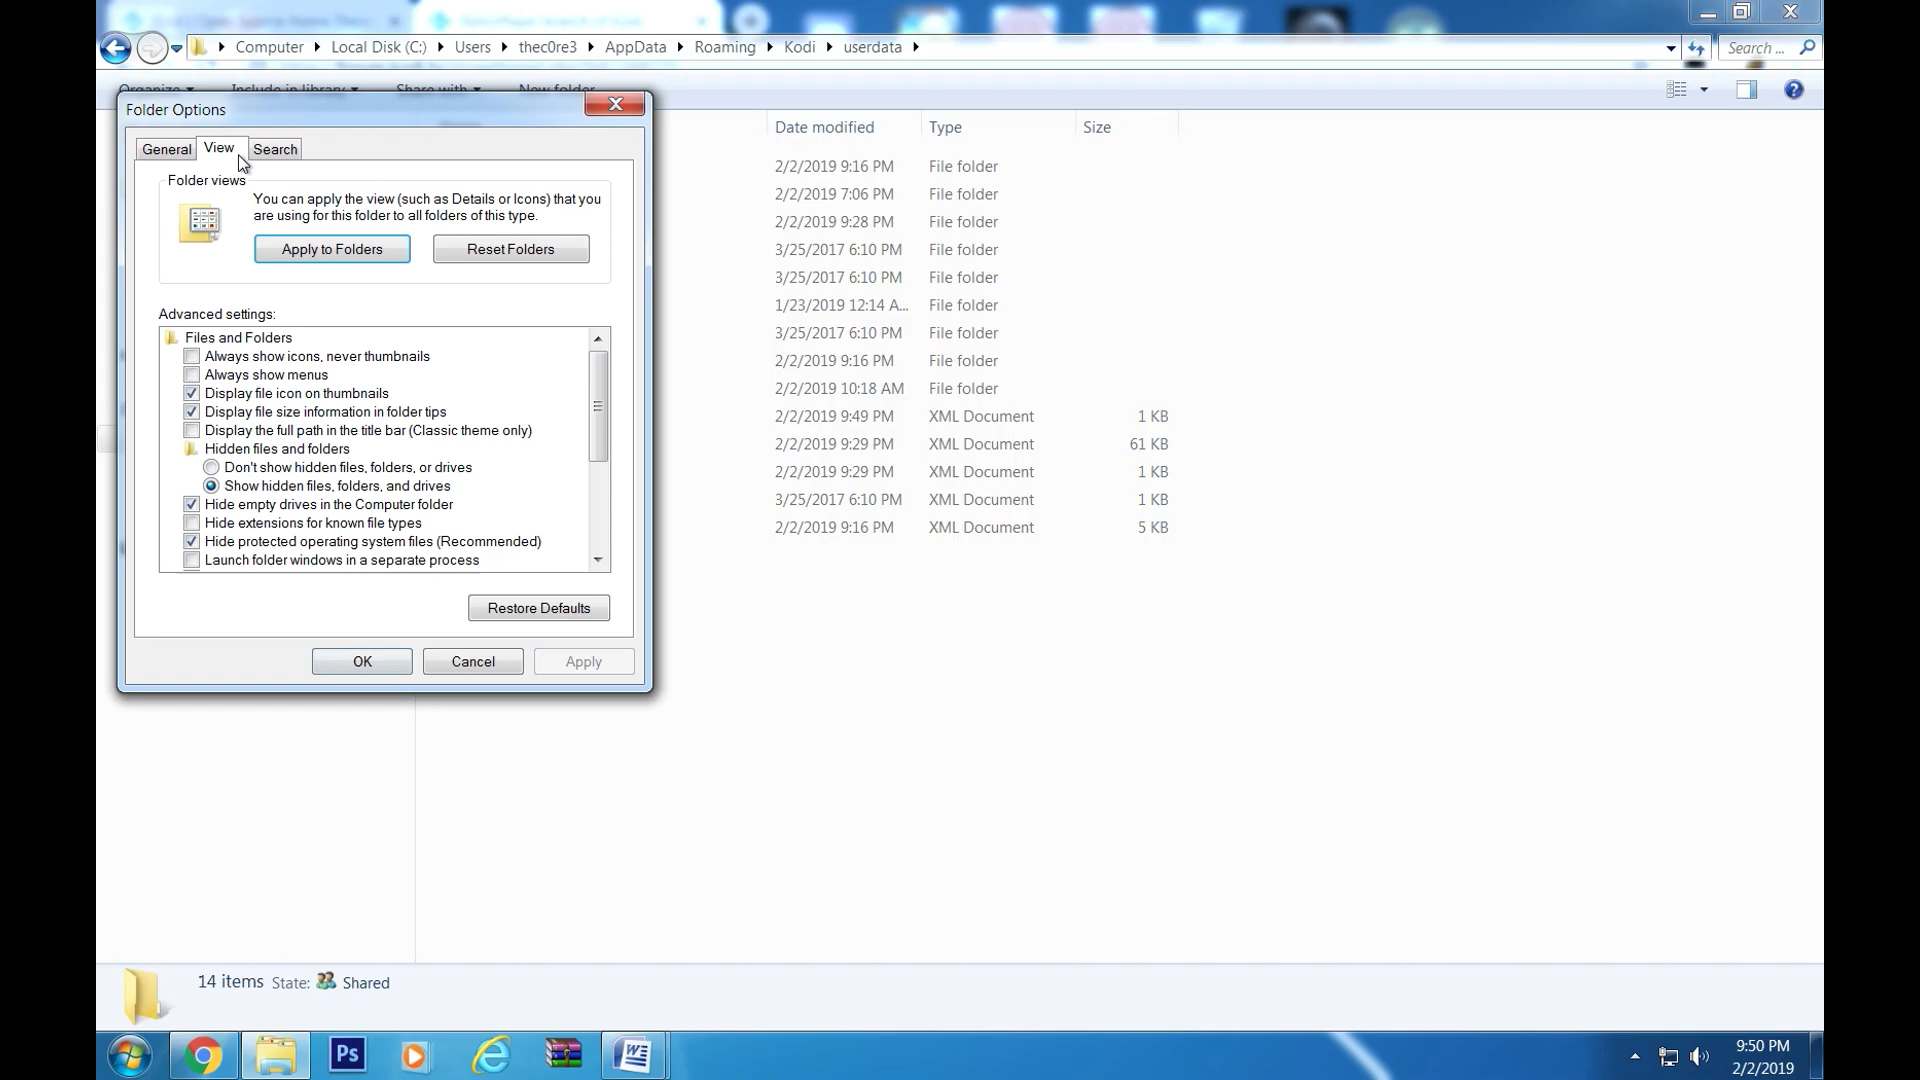 Computer Local Disk (C:) Users thec0re3 AppData Roaming Kodi userdata
Search ...
Organize Include in library Share with New folder
Folder Options
General View Search
Folder views
You can apply the view (such as Details or Icons) that you
are using for this folder to all folders of this type.
Apply to Folders Reset Folders
Advanced settings:
Files and Folders
Always show icons, never thumbnails
Always show menus
Display file icon on thumbnails
Display file size information in folder tips
Display the full path in the title bar (Classic theme only)
Hidden files and folders
Don't show hidden files, folders, or drives
Show hidden files, folders, and drives
Hide empty drives in the Computer folder
Hide extensions for known file types
Hide protected operating system files (Recommended)
Launch folder windows in a separate process
Restore Defaults
OK Cancel Apply
Date modified Type Size
2/2/2019 9:16 PM File folder
2/2/2019 7:06 PM File folder
2/2/2019 9:28 PM File folder
3/25/2017 6:10 PM File folder
3/25/2017 6:10 PM File folder
1/23/2019 12:14 A... File folder
3/25/2017 6:10 PM File folder
2/2/2019 9:16 PM File folder
2/2/2019 10:18 AM File folder
2/2/2019 9:49 PM XML Document 1 KB
2/2/2019 9:29 PM XML Document 61 KB
2/2/2019 9:29 PM XML Document 1 KB
3/25/2017 6:10 PM XML Document 1 KB
2/2/2019 9:16 PM XML Document 5 KB
14 items State: Shared
Ps
9:50 PM
2/2/2019